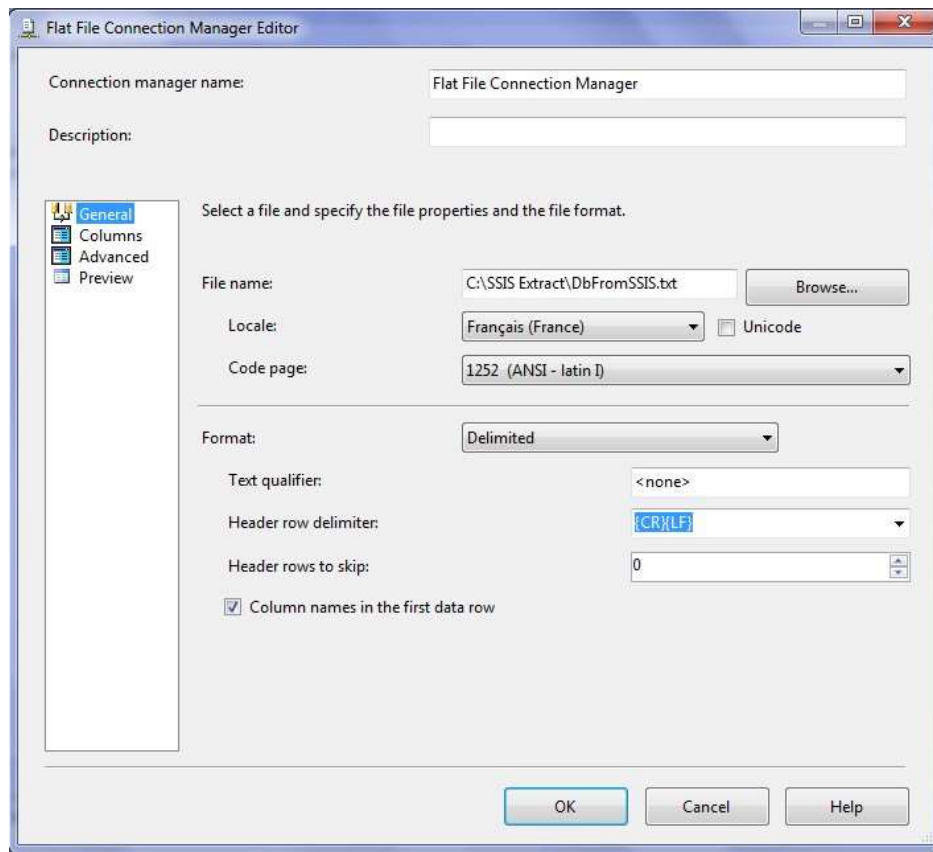 Flat File Connection Manager Editor
Connection manager name: Flat File Connection Manager
Description:
General
Columns
Advanced
Preview
Select a file and specify the file properties and the file format.
File name: C:\SSIS Extract\DbFromSSIS.txt Browse...
Locale: Français (France) Unicode
Code page: 1252 (ANSI - latin I)
Format: Delimited
Text qualifier: <none>
Header row delimiter: {CR}{LF}
Header rows to skip: 0
Column names in the first data row
OK Cancel Help